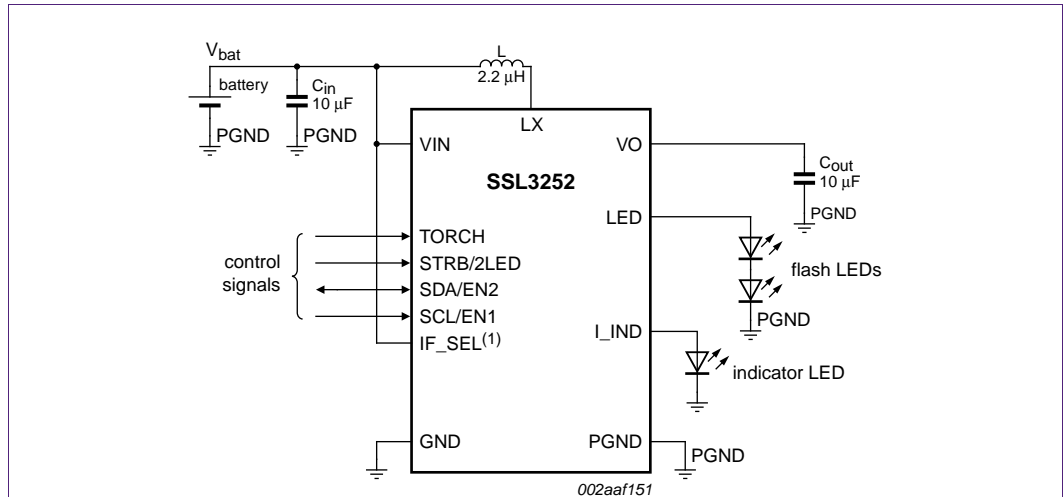 Vbat
battery
Cin
10 μF
PGND
PGND
L
2.2 μH
LX
VIN
VO
SSL3252
Cout
10 μF
PGND
LED
flash LEDs
PGND
control
signals
TORCH
STRB/2LED
SDA/EN2
SCL/EN1
IF_SEL(1)
I_IND
indicator LED
GND
PGND
PGND
002aaf151